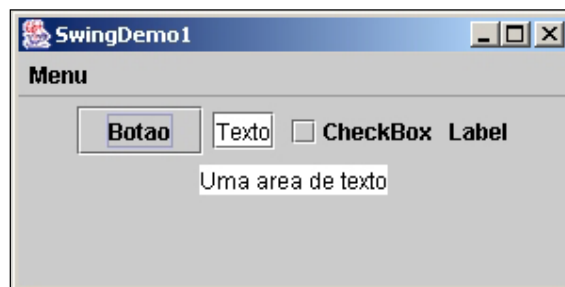 SwingDemo1
Menu
Botao Texto CheckBox Label
Uma area de texto